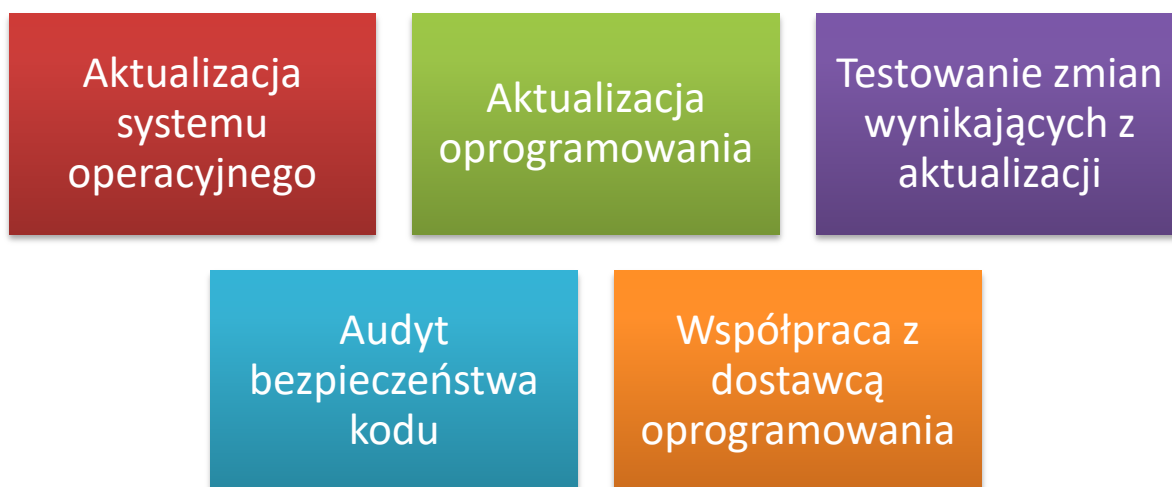 Aktualizacja
systemu
operacyjnego
Aktualizacja
oprogramowania
Testowanie zmian
wynikających z
aktualizacji
Audyt
bezpieczeństwa
kodu
Współpraca z
dostawcą
oprogramowania